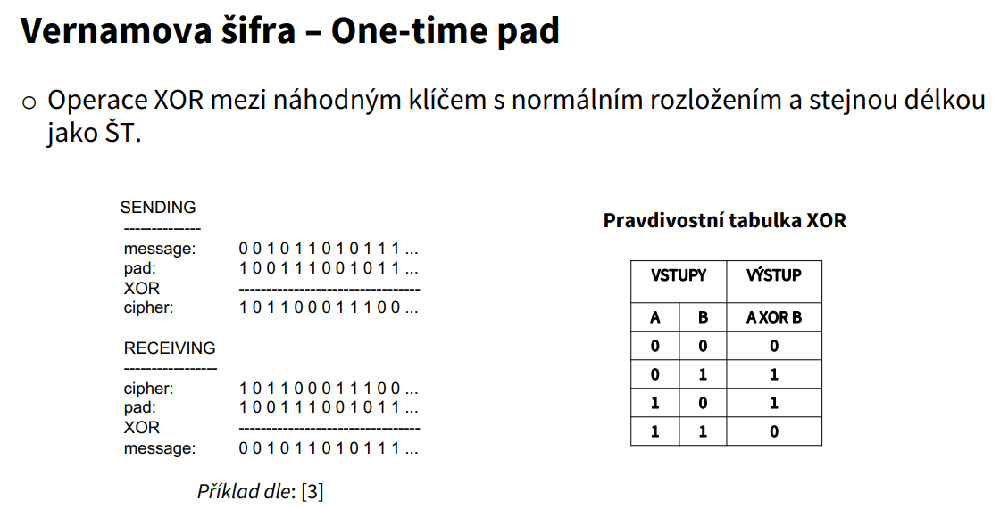 Vernamova šifra – One-time pad
o Operace XOR mezi náhodným klíčem s normálním rozložením a stejnou délkou
jako ŠT.
SENDING
--------------
message: 0 0 1 0 1 1 0 1 0 1 1 1 ...
pad: 1 0 0 1 1 1 0 0 1 0 1 1 ...
XOR ---------------------------------
cipher: 1 0 1 1 0 0 0 1 1 1 0 0 ...
RECEIVING
-----------------
cipher: 1 0 1 1 0 0 0 1 1 1 0 0 ...
pad: 1 0 0 1 1 1 0 0 1 0 1 1 ...
XOR ---------------------------------
message: 0 0 1 0 1 1 0 1 0 1 1 1 ...
Příklad dle: [3]
Pravdivostní tabulka XOR
VSTUPY VÝSTUP
A B A XOR B
0 0 0
0 1 1
1 0 1
1 1 0